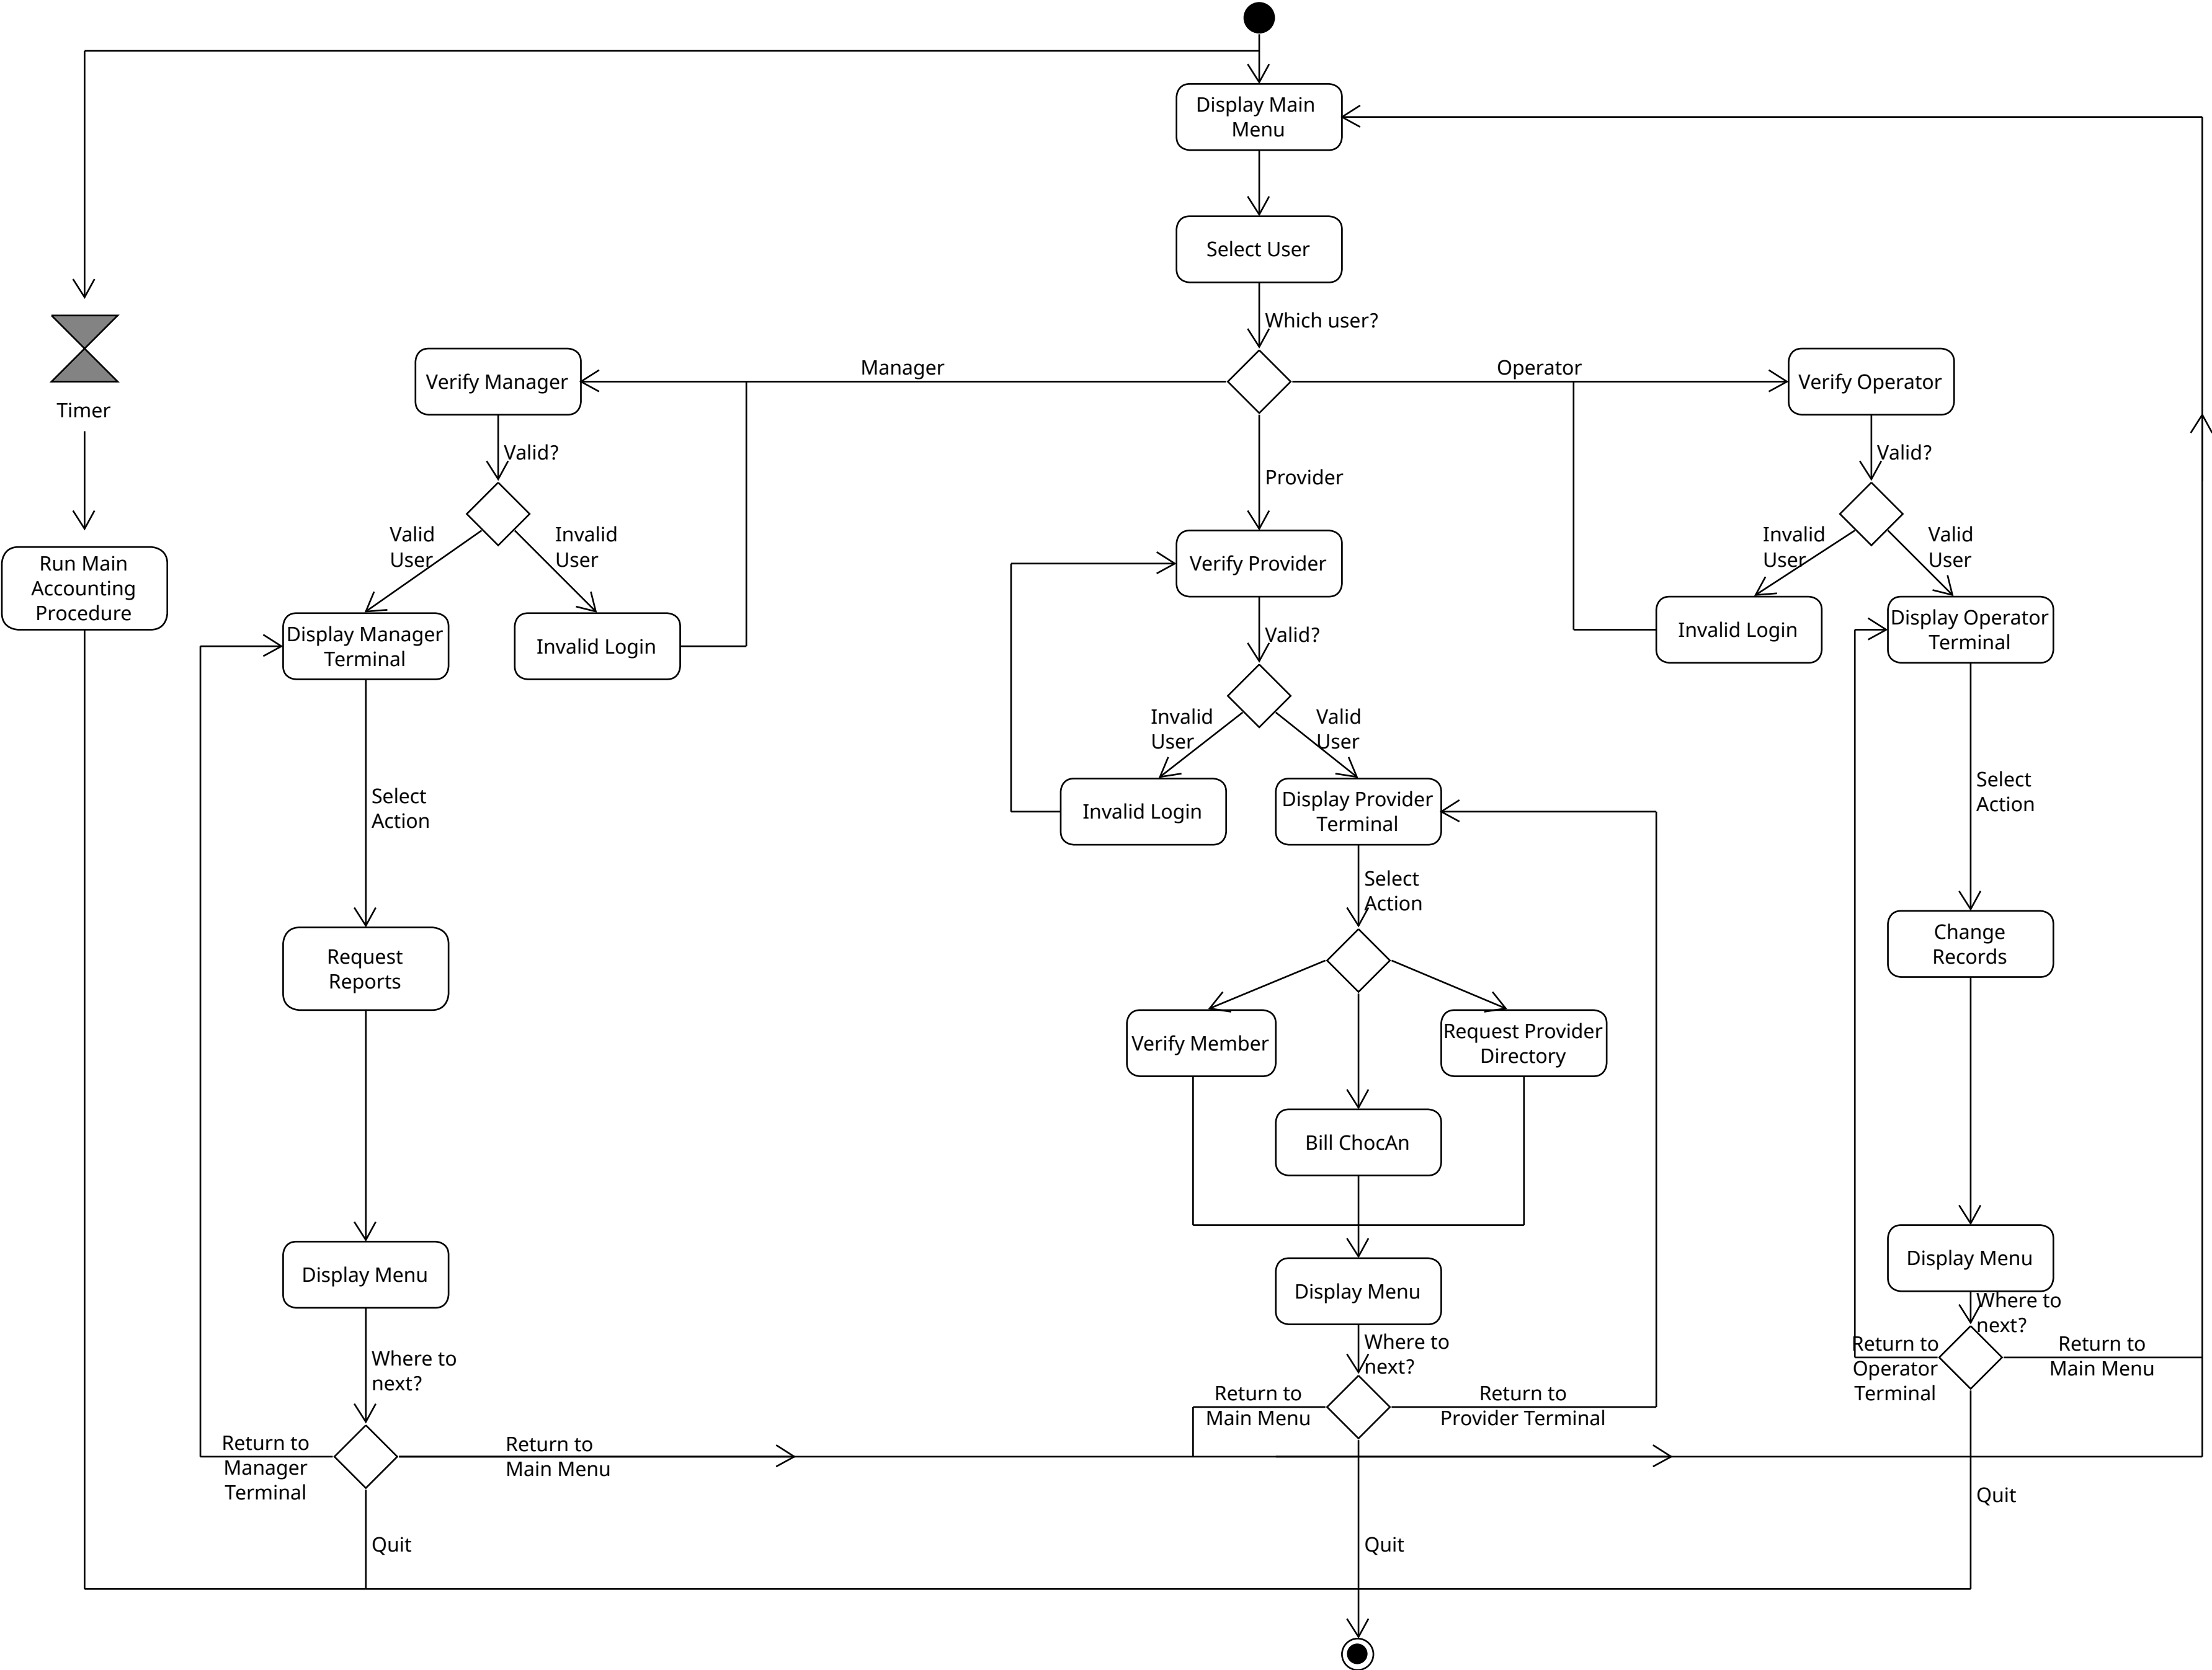 Display Main
Menu
Select User
Which user?
Manager
Operator
Verify Manager
Verify Operator
Timer
Valid?
Valid?
Provider
Valid
User
Invalid
User
Invalid
User
Valid
User
Run Main
Accounting
Procedure
Verify Provider
Display Manager
Terminal
Invalid Login
Valid?
Invalid Login
Display Operator
Terminal
Invalid
User
Valid
User
Select
Action
Invalid Login
Display Provider
Terminal
Select
Action
Select
Action
Request
Reports
Change
Records
Verify Member
Request Provider
Directory
Bill ChocAn
Display Menu
Display Menu
Display Menu
Where to
next?
Where to
next?
Where to
next?
Return to
Operator
Terminal
Return to
Main Menu
Return to
Main Menu
Return to
Provider Terminal
Return to
Manager
Terminal
Return to
Main Menu
Quit
Quit
Quit